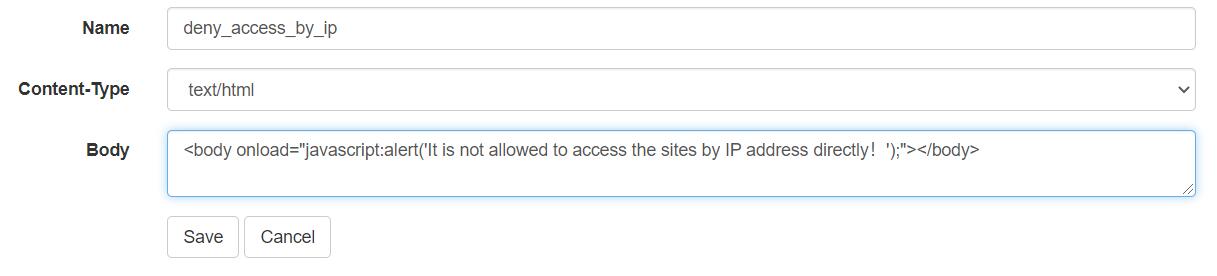 Name deny_access_by_ip
Content-Type text/html
Body <body onload="javascript:alert('It is not allowed to access the sites by IP address directly！');"></body>
Save Cancel